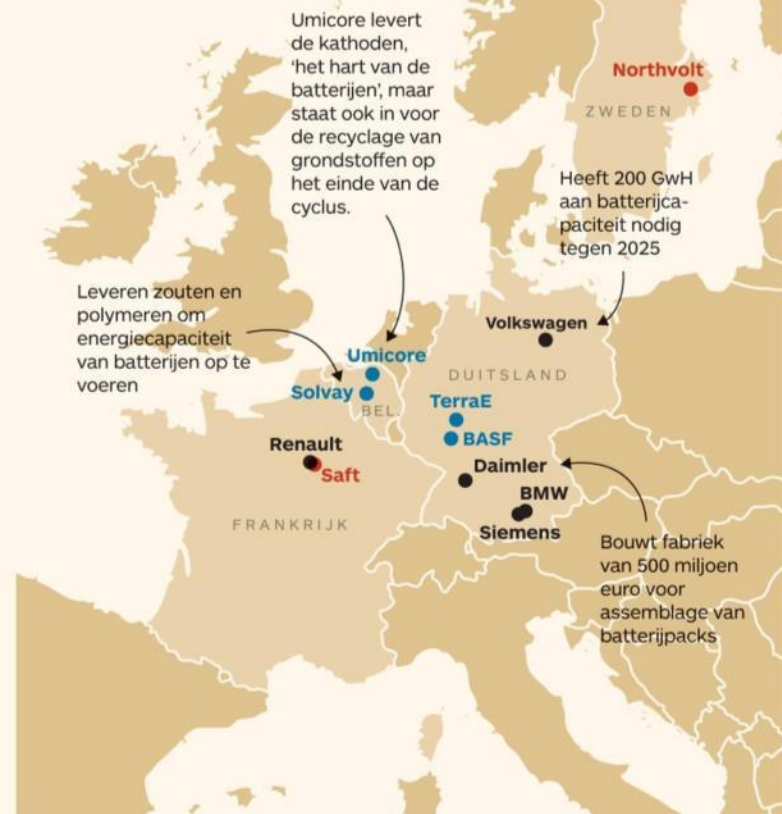 Umicore levert
de kathoden,
'het hart van de
batterijen', maar
staat ook in voor
de recyclage van
grondstoffen op
het einde van de
cyclus.
Northvolt
ZWEDEN
Heeft 200 GwH
aan batterijca-
paciteit nodig
tegen 2025
Leveren zouten en
polymeren om
energiecapaciteit
van batterijen op te
voeren
Volkswagen
Umicore
DUITSLAND
Solvay
BEL.
TerraE
BASF
Renault
Saft
Daimler
BMW
Siemens
FRANKRIJK
Bouwt fabriek
van 500 miljoen
euro voor
assemblage van
batterijpacks